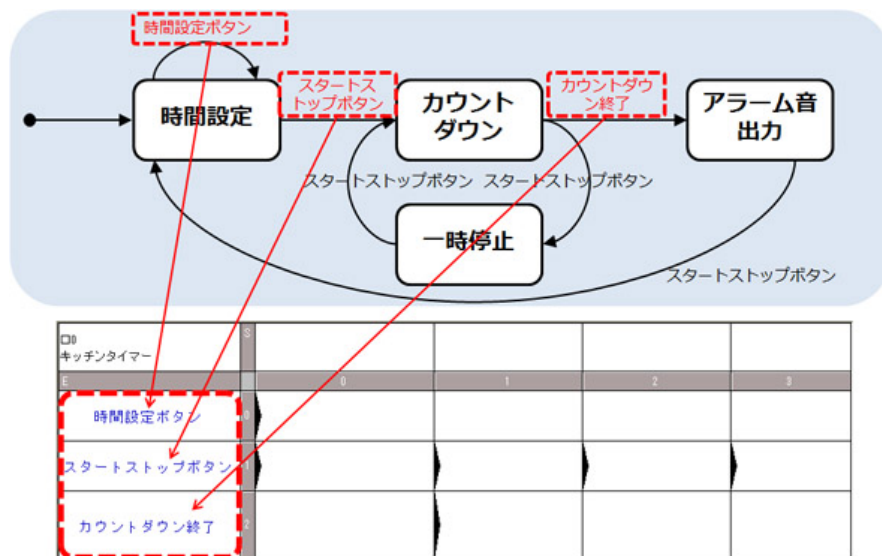 時間設定ボタン
スタートス
トップボタン
カウントダウ
ン終了
時間設定
カウント
ダウン
アラーム音
出力
スタートストップボタン スタートストップボタン
一時停止
スタートストップボタン
S
キッチンタイマー
E 0 1 2 3
時間設定ボタン 0
スタートストップボタン 1
カウントダウン終了 2